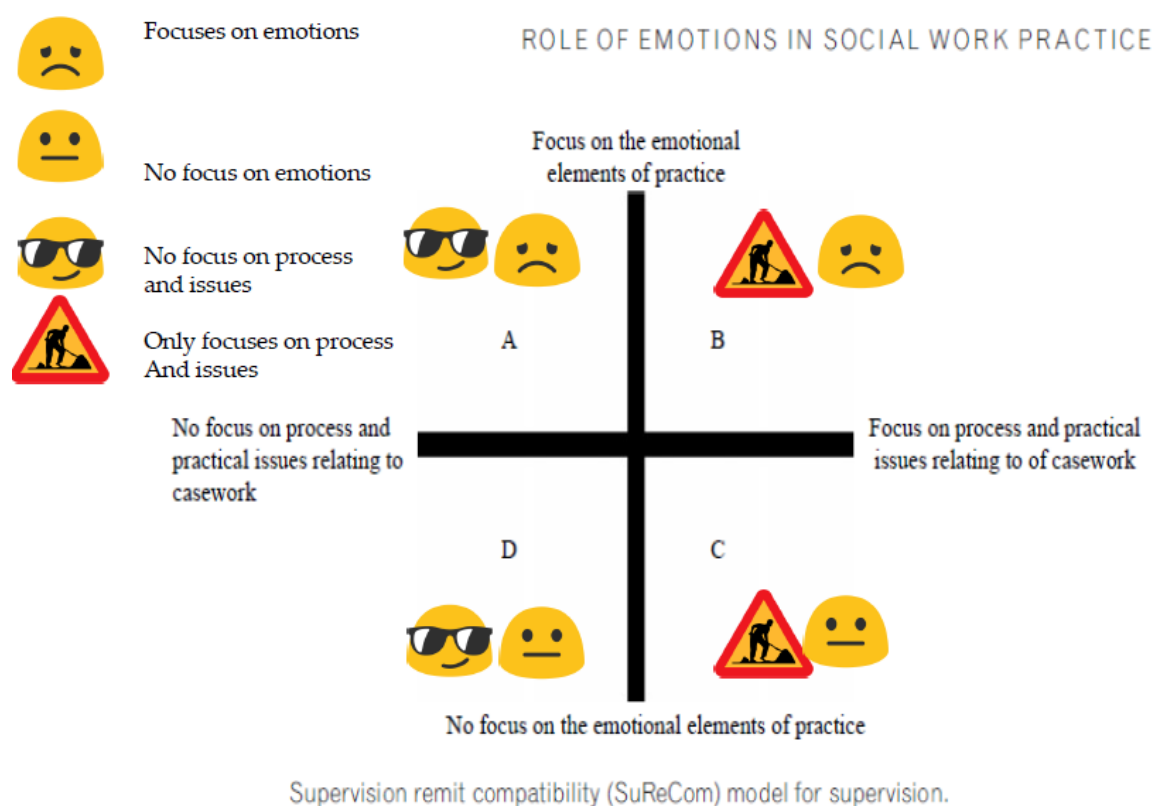 Focuses on emotions
ROLE OF EMOTIONS IN SOCIAL WORK PRACTICE
No focus on emotions
No focus on process
and issues
Only focuses on process
And issues
Focus on the emotional
elements of practice
A
B
No focus on process and
practical issues relating to
casework
Focus on process and practical
issues relating to of casework
D
C
No focus on the emotional elements of practice
Supervision remit compatibility (SuReCom) model for supervision.